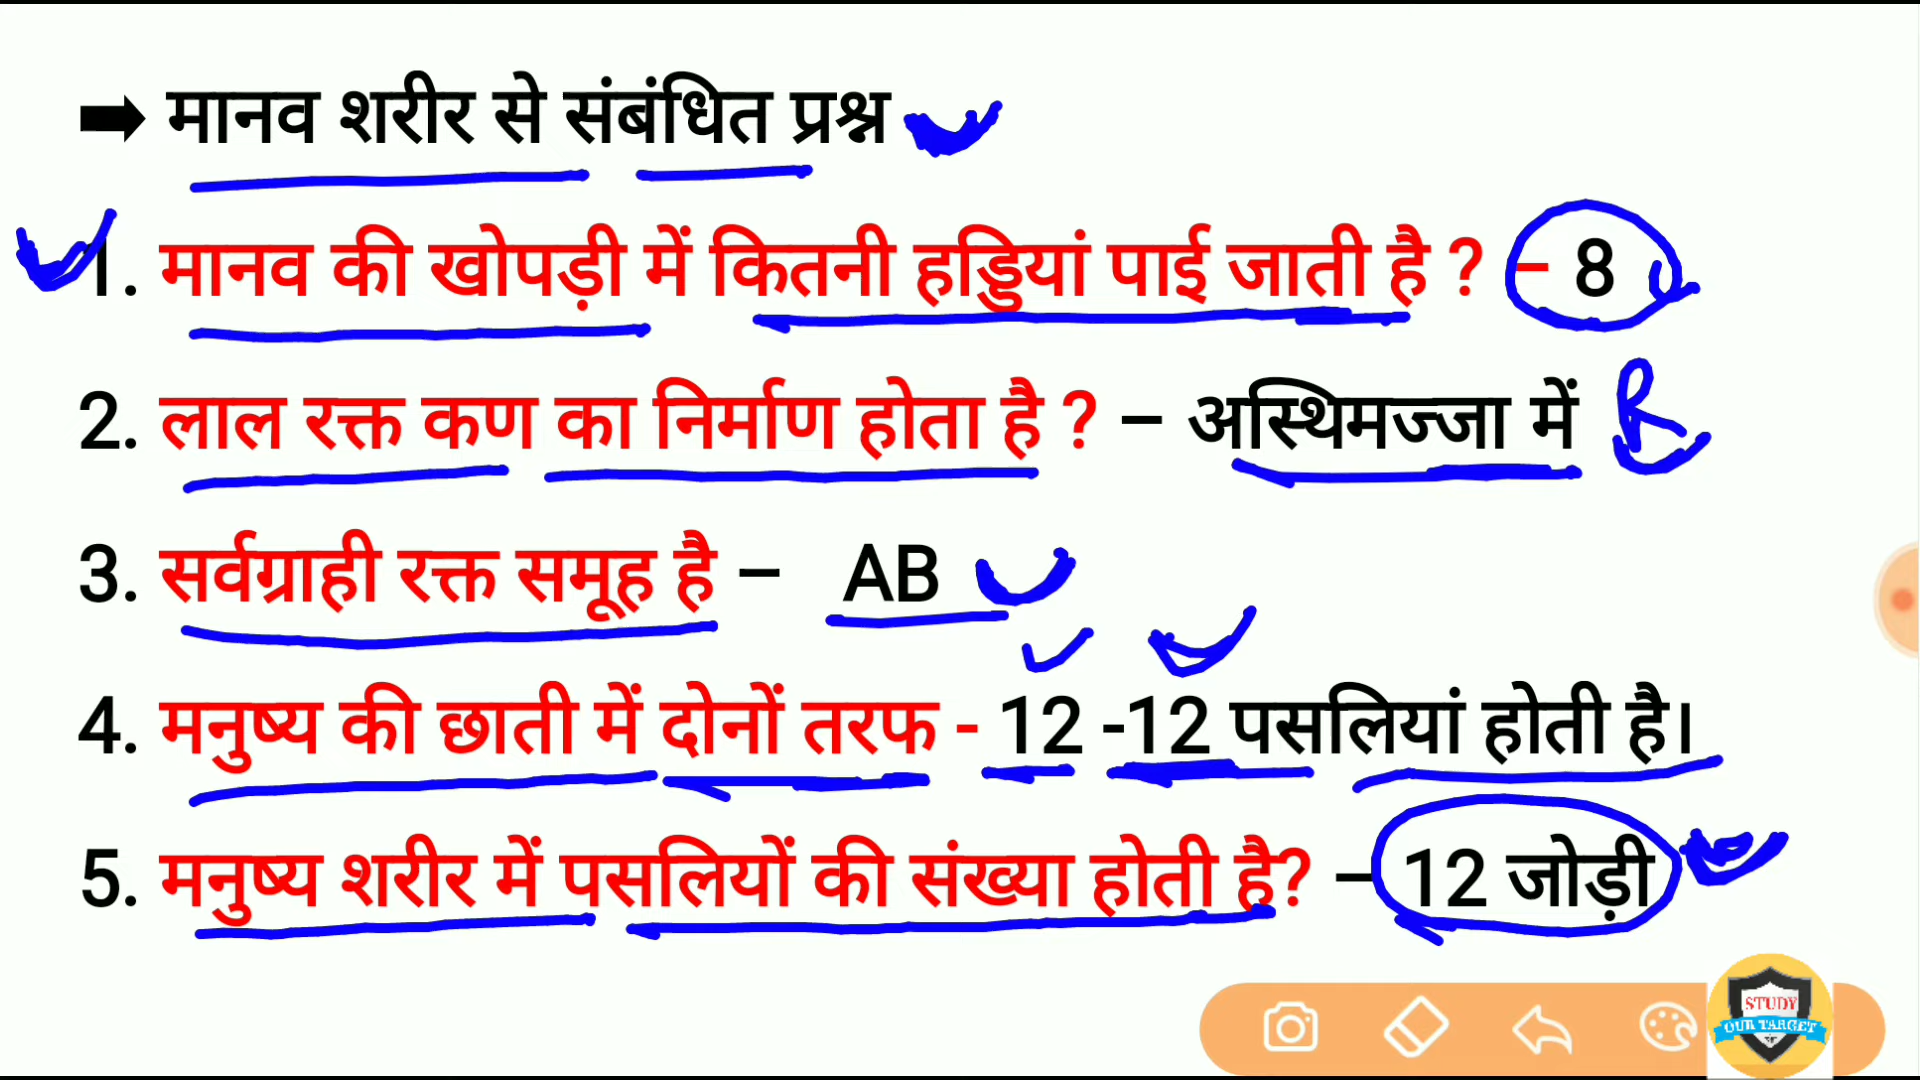 ➡ मानव शरीर से संबंधित प्रश्न
1. मानव की खोपड़ी में कितनी हड्डियां पाई जाती है ? – 8
2. लाल रक्त कण का निर्माण होता है ? – अस्थिमज्जा में
3. सर्वग्राही रक्त समूह है – AB
4. मनुष्य की छाती में दोनों तरफ - 12 -12 पसलियां होती है।
5. मनुष्य शरीर में पसलियों की संख्या होती है? – 12 जोड़ी
STUDY
OUR TARGET